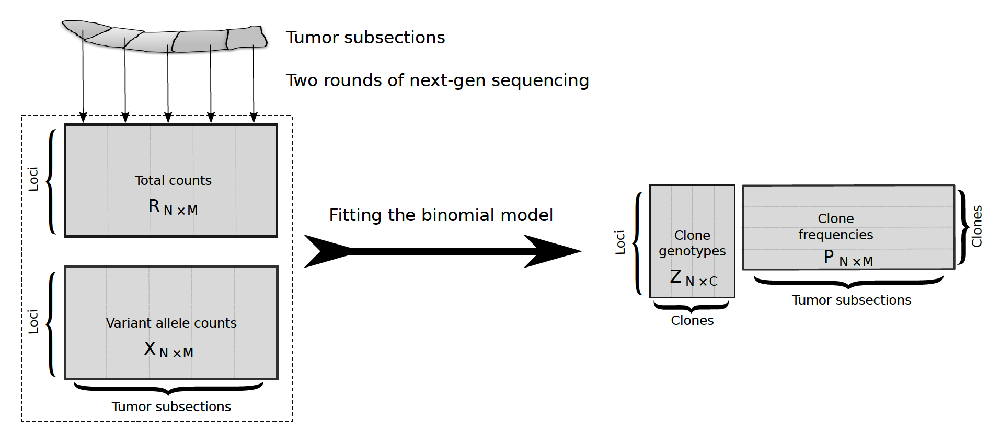 Tumor subsections
Two rounds of next-gen sequencing
Loci
Total counts
R N ×M
Loci
Variant allele counts
X N ×M
Tumor subsections
Fitting the binomial model
Loci
Clone
genotypes
Z N ×C
Clones
Clone
frequencies
P N ×M
Clones
Tumor subsections